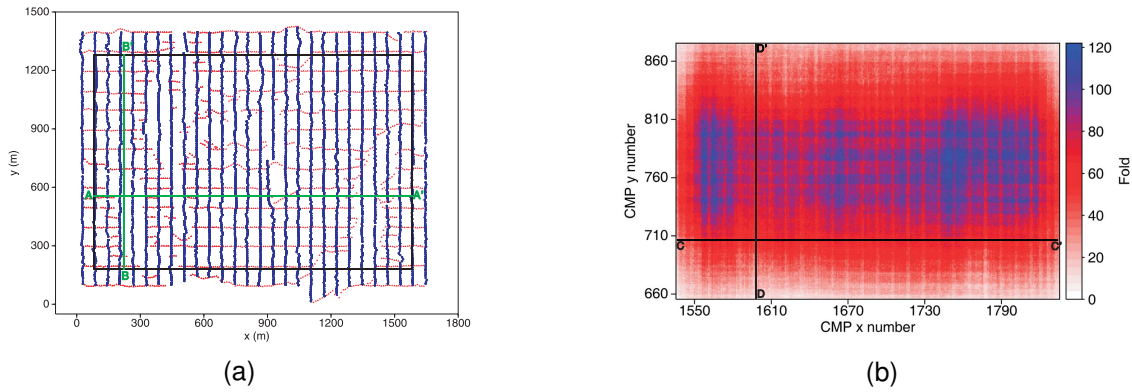 1500
1200
900
600
300
0
y (m)
B'
A
A'
B
0 300 600 900 1200 1500 1800
x (m)
(a)
860
810
760
710
660
CMP y number
D'
C
C'
D
1550 1610 1670 1730 1790
CMP x number
120
100
80
60
40
20
0
Fold
(b)